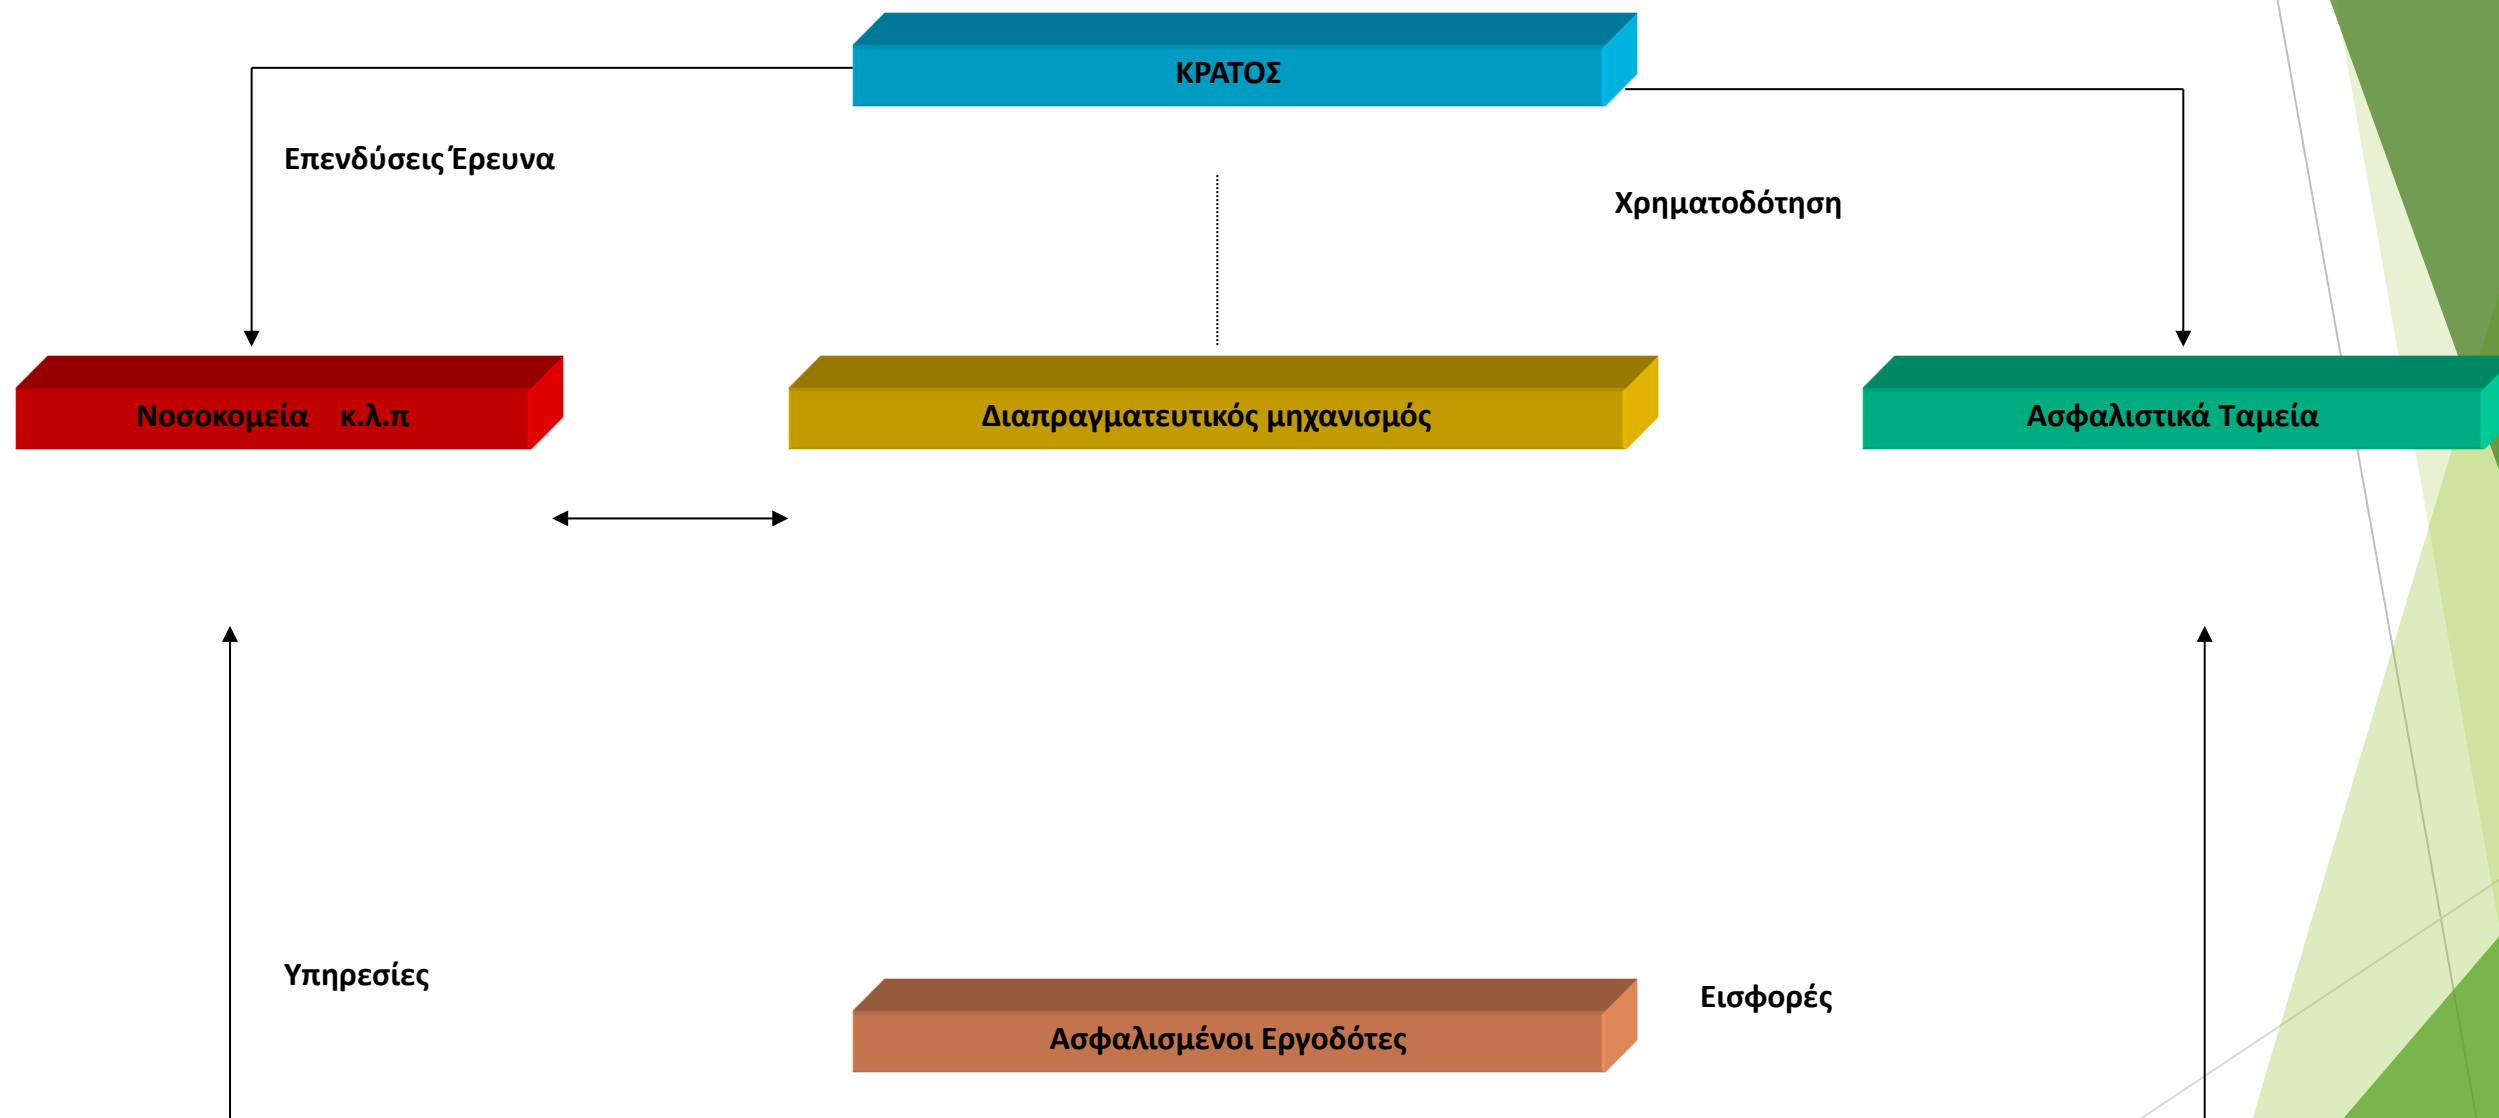 ΚΡΑΤΟΣ
Επενδύσεις Έρευνα
Χρηματοδότηση
Νοσοκομεία κ.λ.π
Διαπραγματευτικός μηχανισμός
Ασφαλιστικά Ταμεία
Υπηρεσίες
Εισφορές
Ασφαλισμένοι Εργοδότες